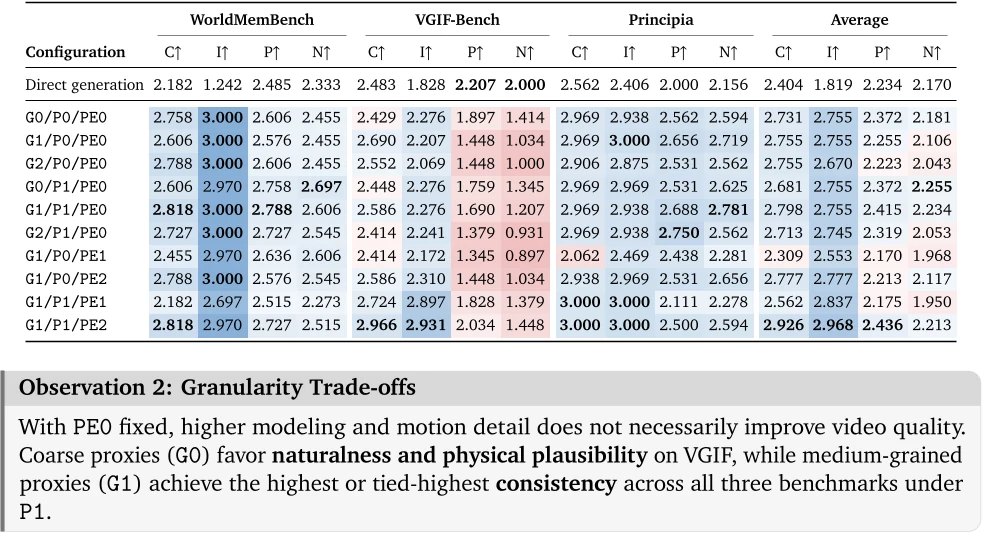 WorldMemBench VGIF-Bench Principia Average
Configuration C↑ I↑ P↑ N↑ C↑ I↑ P↑ N↑ C↑ I↑ P↑ N↑ C↑ I↑ P↑ N↑
Direct generation 2.182 1.242 2.485 2.333 2.483 1.828 2.207 2.000 2.562 2.406 2.000 2.156 2.404 1.819 2.234 2.170
G0/P0/PE0 2.758 3.000 2.606 2.455 2.429 2.276 1.897 1.414 2.969 2.938 2.562 2.594 2.731 2.755 2.372 2.181
G1/P0/PE0 2.606 3.000 2.576 2.455 2.690 2.207 1.448 1.034 2.969 3.000 2.656 2.719 2.755 2.755 2.255 2.106
G2/P0/PE0 2.788 3.000 2.606 2.455 2.552 2.069 1.448 1.000 2.906 2.875 2.531 2.562 2.755 2.670 2.223 2.043
G0/P1/PE0 2.606 2.970 2.758 2.697 2.448 2.276 1.759 1.345 2.969 2.969 2.531 2.625 2.681 2.755 2.372 2.255
G1/P1/PE0 2.818 3.000 2.788 2.606 2.586 2.276 1.690 1.207 2.969 2.938 2.688 2.781 2.798 2.755 2.415 2.234
G2/P1/PE0 2.727 3.000 2.727 2.545 2.414 2.241 1.379 0.931 2.969 2.938 2.750 2.562 2.713 2.745 2.319 2.053
G1/P0/PE1 2.455 2.970 2.636 2.606 2.414 2.172 1.345 0.897 2.062 2.469 2.438 2.281 2.309 2.553 2.170 1.968
G1/P0/PE2 2.788 3.000 2.576 2.545 2.586 2.310 1.448 1.034 2.938 2.969 2.531 2.656 2.777 2.777 2.213 2.117
G1/P1/PE1 2.182 2.697 2.515 2.273 2.724 2.897 1.828 1.379 3.000 3.000 2.111 2.278 2.562 2.837 2.175 1.950
G1/P1/PE2 2.818 2.970 2.727 2.515 2.966 2.931 2.034 1.448 3.000 3.000 2.500 2.594 2.926 2.968 2.436 2.213
Observation 2: Granularity Trade-offs
With PE0 fixed, higher modeling and motion detail does not necessarily improve video quality.
Coarse proxies (G0) favor naturalness and physical plausibility on VGIF, while medium-grained
proxies (G1) achieve the highest or tied-highest consistency across all three benchmarks under
P1.